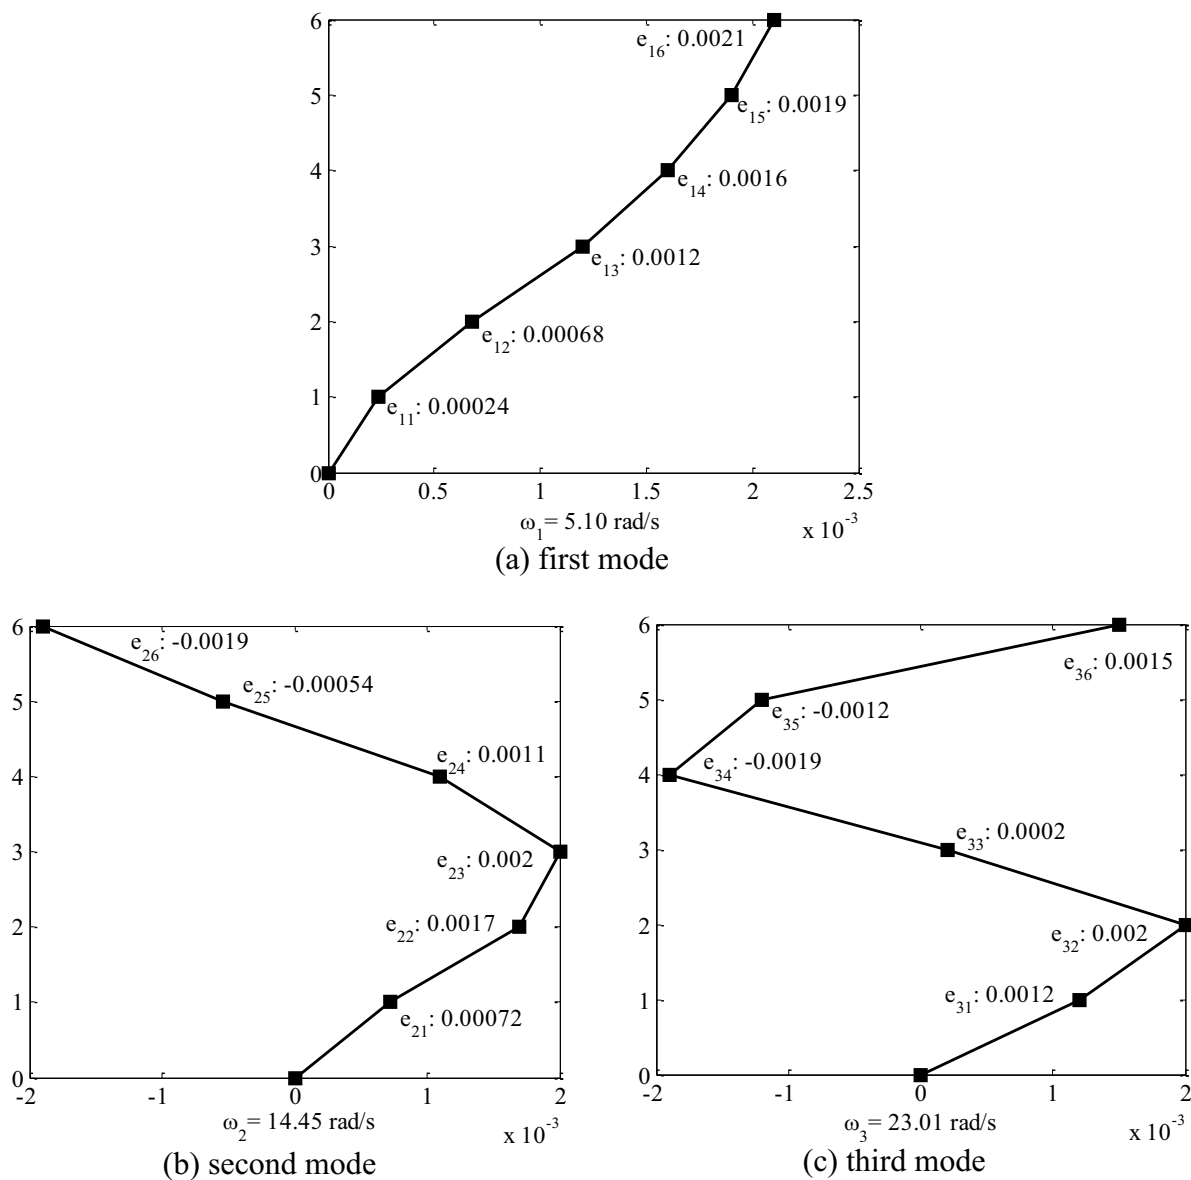 6
e16: 0.0021
5
e15: 0.0019
4
e14: 0.0016
3
e13: 0.0012
2
e12: 0.00068
1
e11: 0.00024
0
0 0.5 1 1.5 2 2.5
ω1= 5.10 rad/s
x 10-3
(a) first mode
6
e26: -0.0019
e25: -0.00054
5
e24: 0.0011
4
3
e23: 0.002
e22: 0.0017
2
1
e21: 0.00072
0
-2 -1 0 1 2
ω2= 14.45 rad/s
x 10-3
(b) second mode
6
e36: 0.0015
5
e35: -0.0012
e34: -0.0019
4
e33: 0.0002
3
2
e32: 0.002
e31: 0.0012
1
0
-2 -1 0 1 2
ω3= 23.01 rad/s
x 10-3
(c) third mode